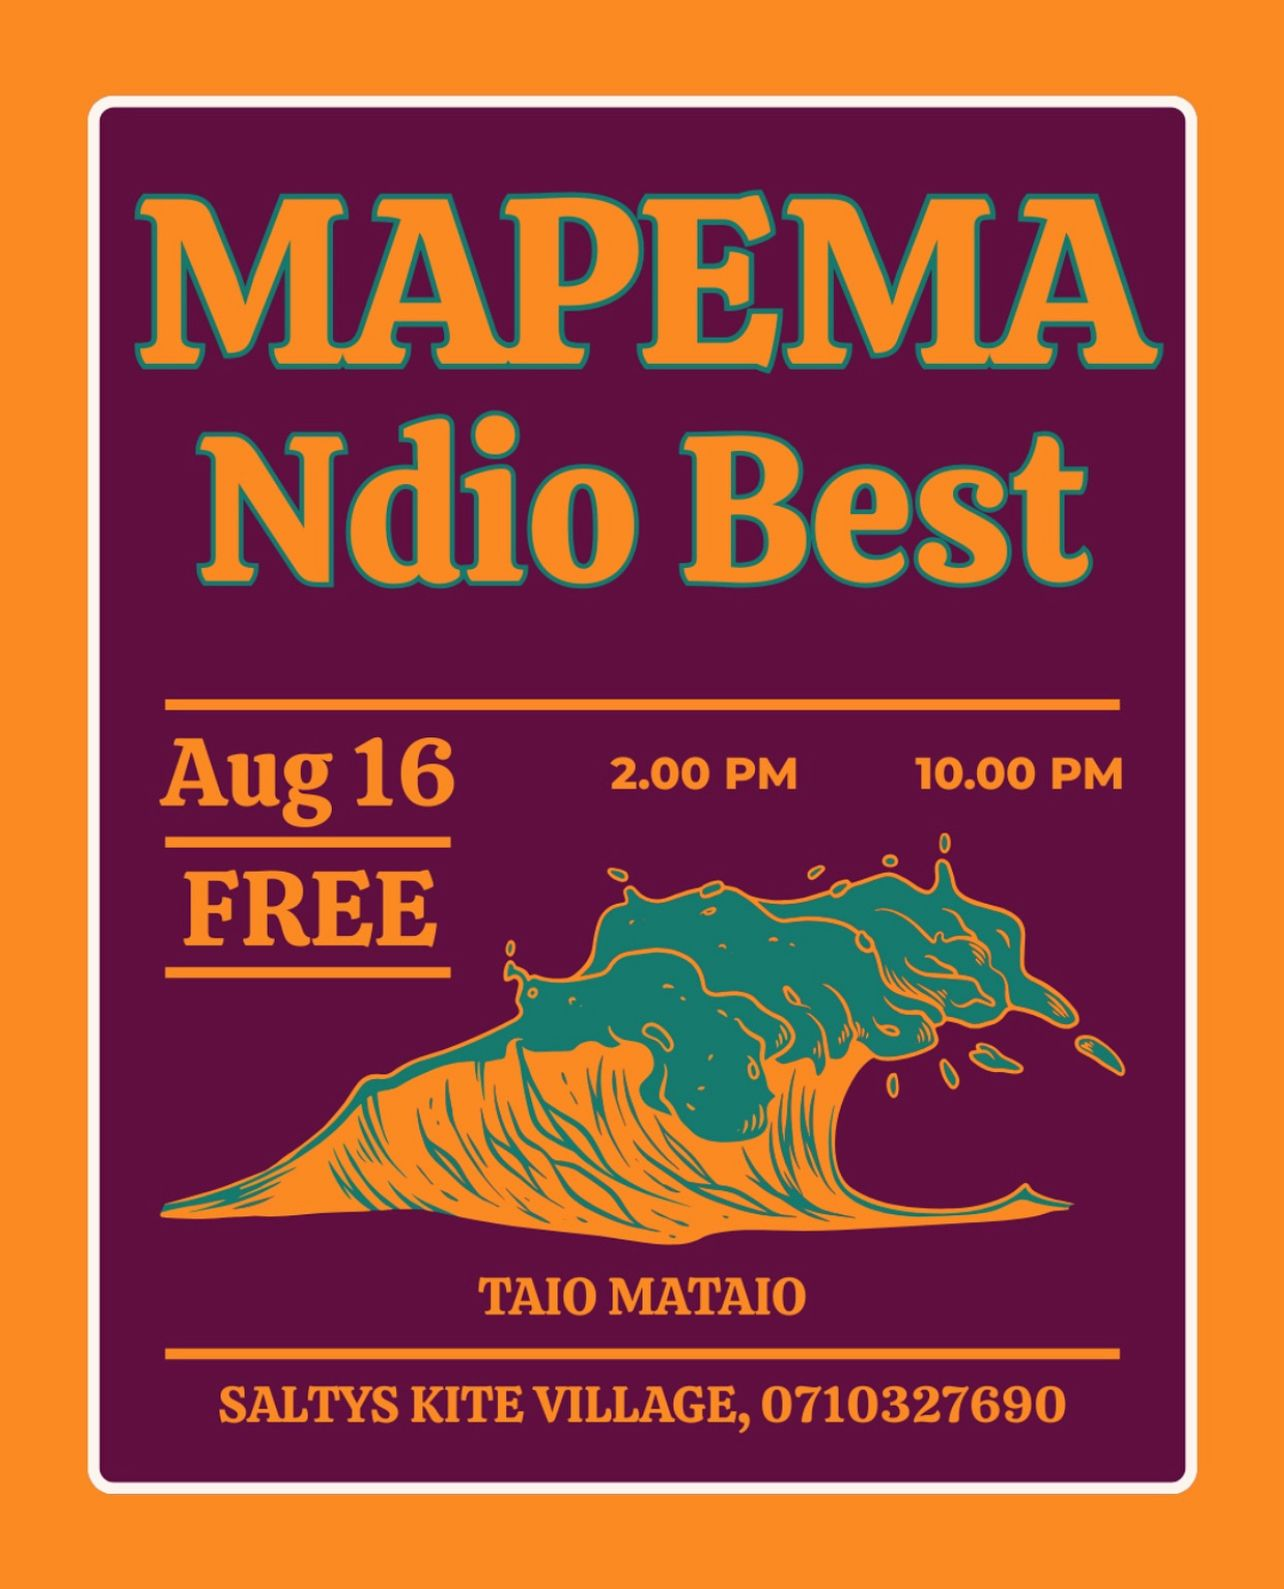 MAPEMA
Ndio Best
Aug 16
2.00 PM 10.00 PM
FREE
TAIO MATAIO
SALTYS KITE VILLAGE, 0710327690